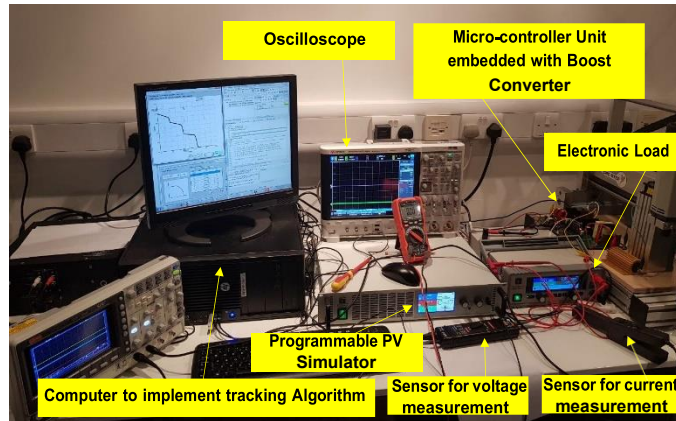 Oscilloscope
Micro-controller Unit
embedded with Boost
Converter
Electronic Load
Programmable PV
Simulator
Computer to implement tracking Algorithm
Sensor for voltage
measurement
Sensor for current
measurement